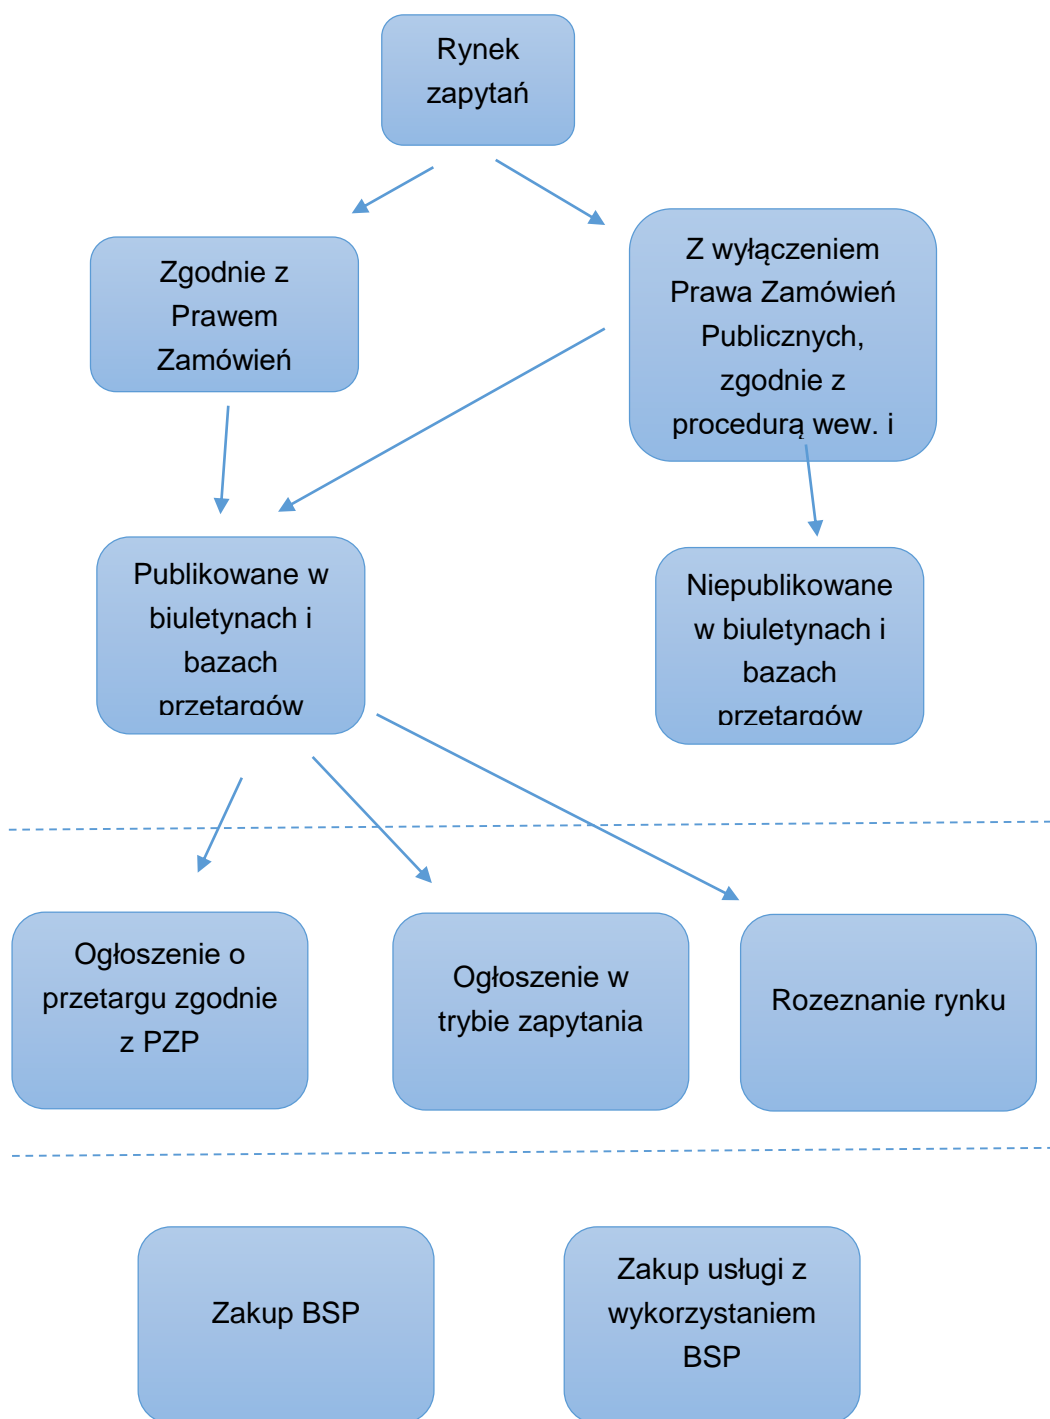 Rynek
zapytań
Zgodnie z
Prawem
Zamówień
Z wyłączeniem
Prawa Zamówień
Publicznych,
zgodnie z
procedurą wew. i
Publikowane w
biuletynach i
bazach
przetargów
Niepublikowane
w biuletynach i
bazach
przetargów
Ogłoszenie o
przetargu zgodnie
z PZP
Ogłoszenie w
trybie zapytania
Rozeznanie rynku
Zakup BSP
Zakup usługi z
wykorzystaniem
BSP